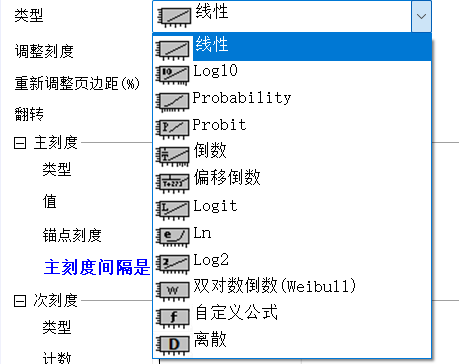 类型
线性
线性
调整刻度
Log10
重新调整页边距(%)
Probability
翻转
Probit
主刻度
倒数
类型
偏移倒数
值
Logit
锚点刻度
Ln
主刻度间隔是
Log2
双对数倒数(Weibull)
次刻度
自定义公式
类型
离散
计数